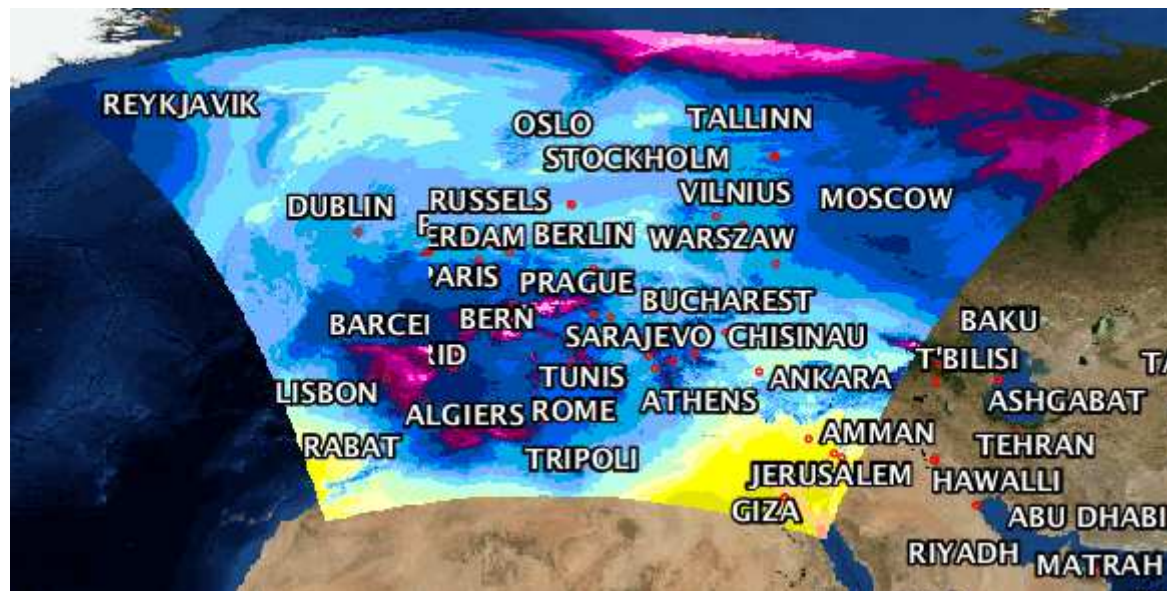 REYKJAVIK
OSLO
TALLINN
STOCKHOLM
VILNIUS
MOSCOW
DUBLIN
RUSSELS
ERDAM
BERLIN
WARSZAW
PARIS
PRAGUE
BUCHAREST
BARCEI
BERN
SARAJEVO
CHISINAU
BAKU
RID
T'BILISI
TUNIS
ANKARA
LISBON
ALGIERS
ROME
ATHENS
ASHGABAT
RABAT
TRIPOLI
AMMAN
TEHRAN
JERUSALEM
HAWALLI
GIZA
ABU DHABI
RIYADH
MATRAH